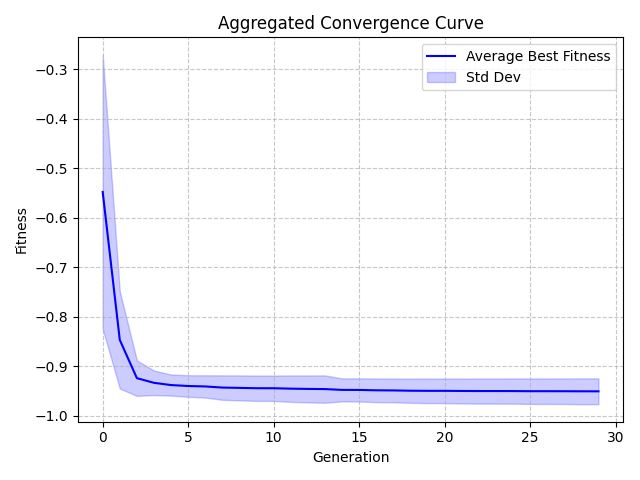 Aggregated Convergence Curve
Average Best Fitness
Std Dev
Fitness
−0.3
−0.4
−0.5
−0.6
−0.7
−0.8
−0.9
−1.0
0 5 10 15 20 25 30
Generation